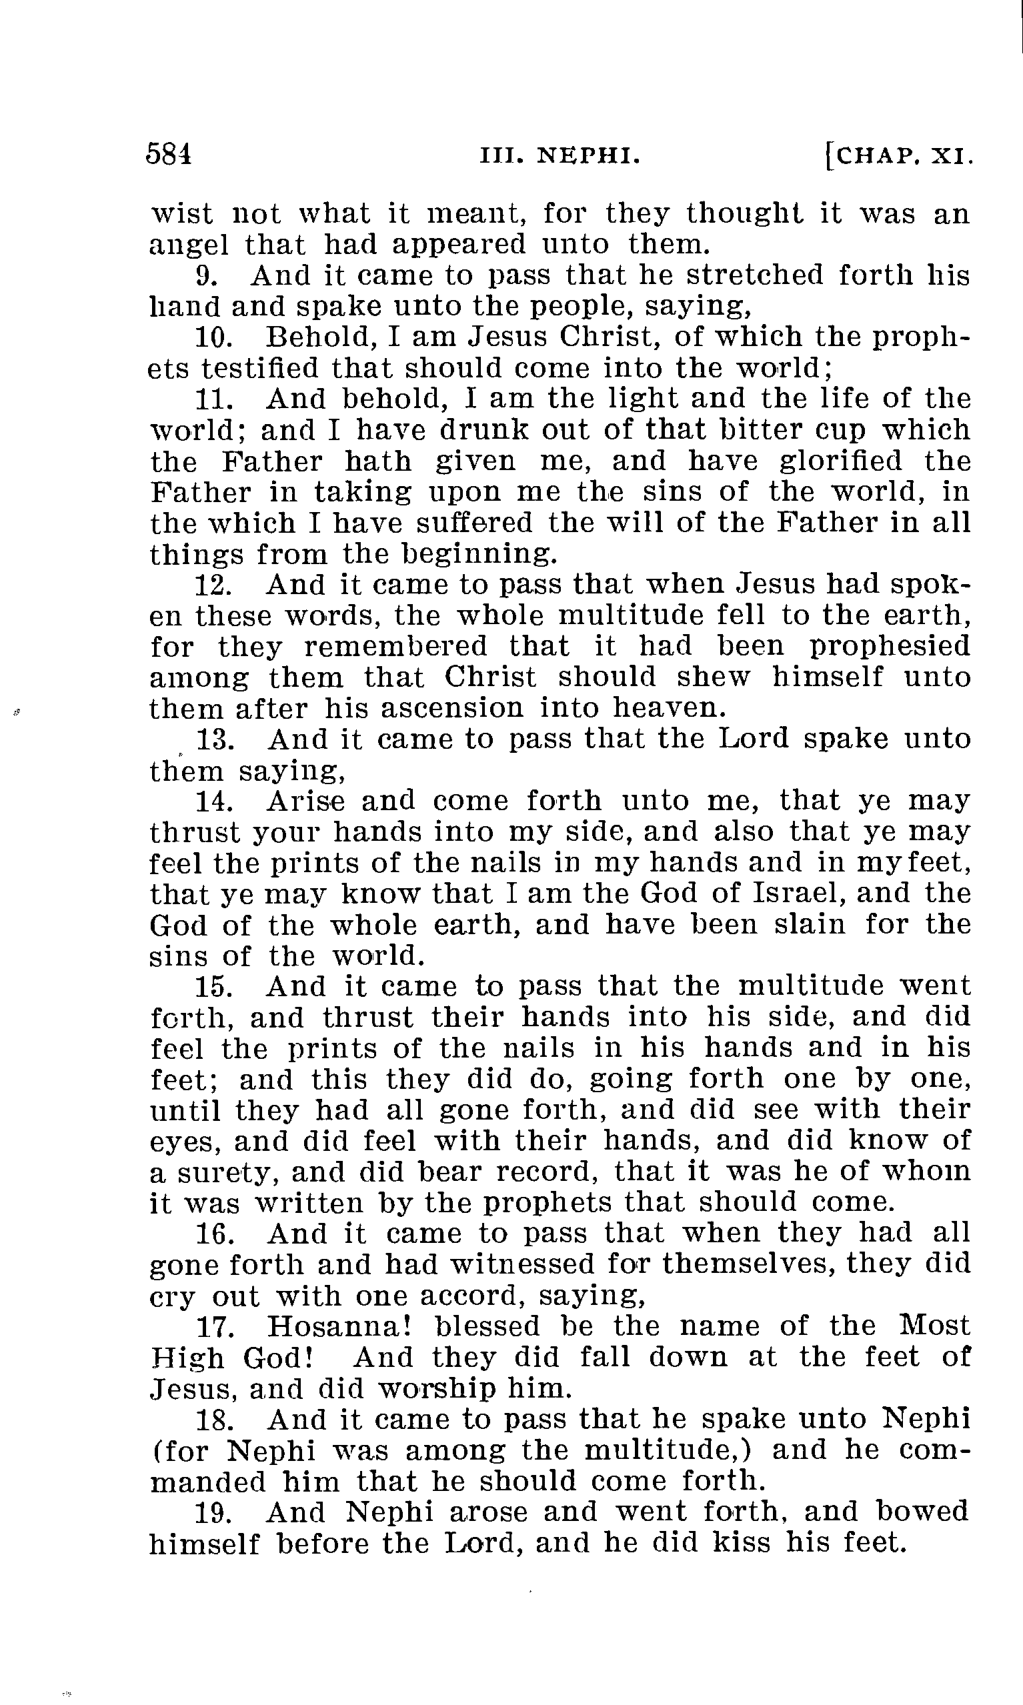 584 III. NEPHI. [CHAP. XI.
wist not what it meant, for they thought it was an
angel that had appeared unto them.
9. And it came to pass that he stretched forth his
hand and spake unto the people, saying,
10. Behold, I am Jesus Christ, of which the proph-
ets testified that should come into the world;
11. And behold, I am the light and the life of the
world; and I have drunk out of that bitter cup which
the Father hath given me, and have glorified the
Father in taking upon me the sins of the world, in
the which I have suffered the will of the Father in all
things from the beginning.
12. And it came to pass that when Jesus had spok-
en these words, the whole multitude fell to the earth,
for they remembered that it had been prophesied
among them that Christ should shew himself unto
them after his ascension into heaven.
13. And it came to pass that the Lord spake unto
them saying,
14. Arise and come forth unto me, that ye may
thrust your hands into my side, and also that ye may
feel the prints of the nails in my hands and in my feet,
that ye may know that I am the God of Israel, and the
God of the whole earth, and have been slain for the
sins of the world.
15. And it came to pass that the multitude went
forth, and thrust their hands into his side, and did
feel the prints of the nails in his hands and in his
feet; and this they did do, going forth one by one,
until they had all gone forth, and did see with their
eyes, and did feel with their hands, and did know of
a surety, and did bear record, that it was he of whom
it was written by the prophets that should come.
16. And it came to pass that when they had all
gone forth and had witnessed for themselves, they did
cry out with one accord, saying,
17. Hosanna! blessed be the name of the Most
High God! And they did fall down at the feet of
Jesus, and did worship him.
18. And it came to pass that he spake unto Nephi
(for Nephi was among the multitude,) and he com-
manded him that he should come forth.
19. And Nephi arose and went forth, and bowed
himself before the Lord, and he did kiss his feet.